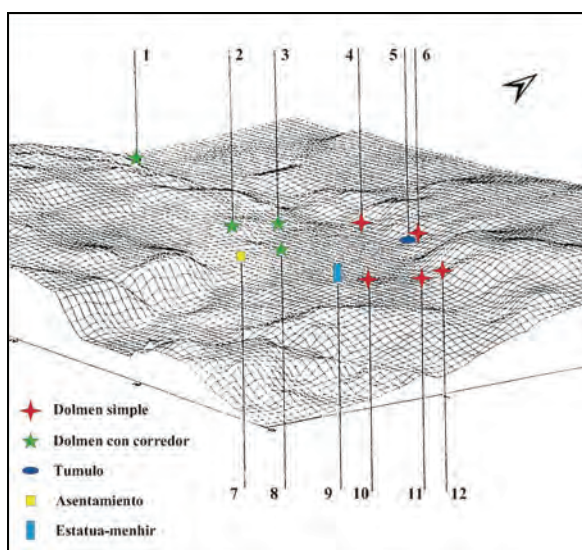 1 2 3 4 5 6
Dolmen simple
Dolmen con corredor
Tumulo
Asentamiento
Estatua-menhir
7 8 9 10 11 12